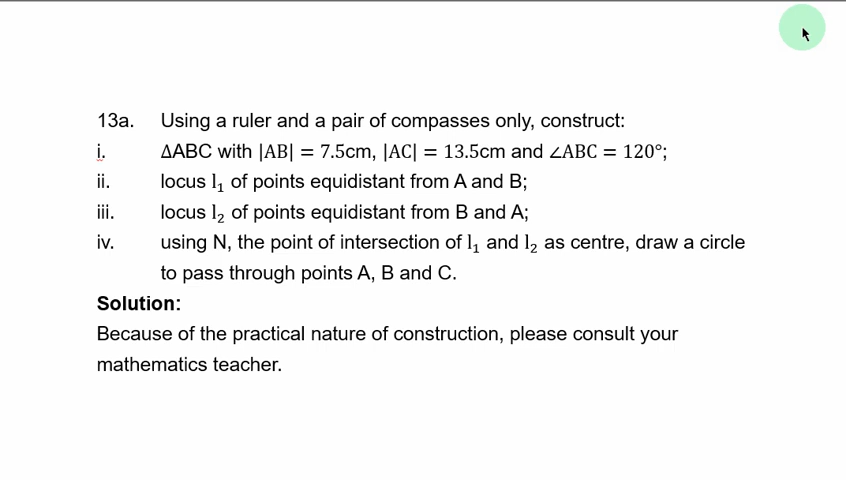 13a. Using a ruler and a pair of compasses only, construct:
i. ΔABC with |AB| = 7.5cm, |AC| = 13.5cm and ∠ABC = 120°;
ii. locus l₁ of points equidistant from A and B;
iii. locus l₂ of points equidistant from B and A;
iv. using N, the point of intersection of l₁ and l₂ as centre, draw a circle
to pass through points A, B and C.
Solution:
Because of the practical nature of construction, please consult your
mathematics teacher.